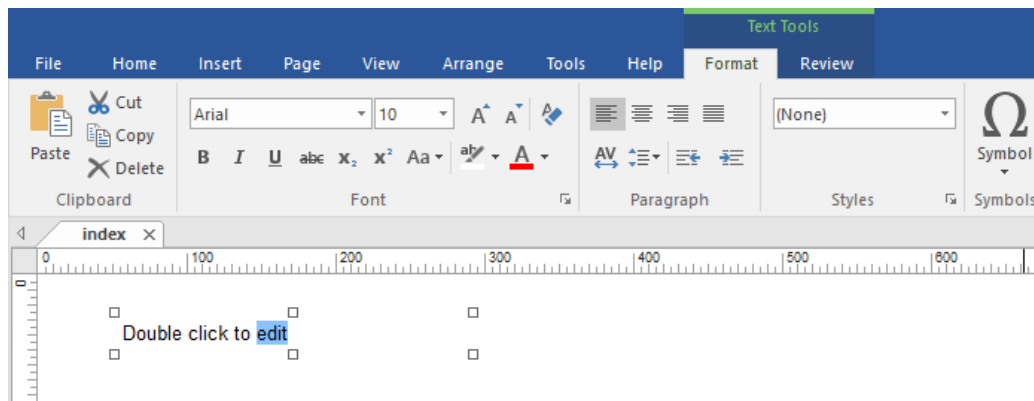 Text Tools
File Home Insert Page View Arrange Tools Help Format Review
Cut
Copy
Delete
Paste
Arial 10 A A A
B I U abc X₂ X² Aa ab A
AV
(None)
Ω
Symbol
Clipboard Font Paragraph Styles Symbols
index
0 100 200 300 400 500 600
0
Double click to edit